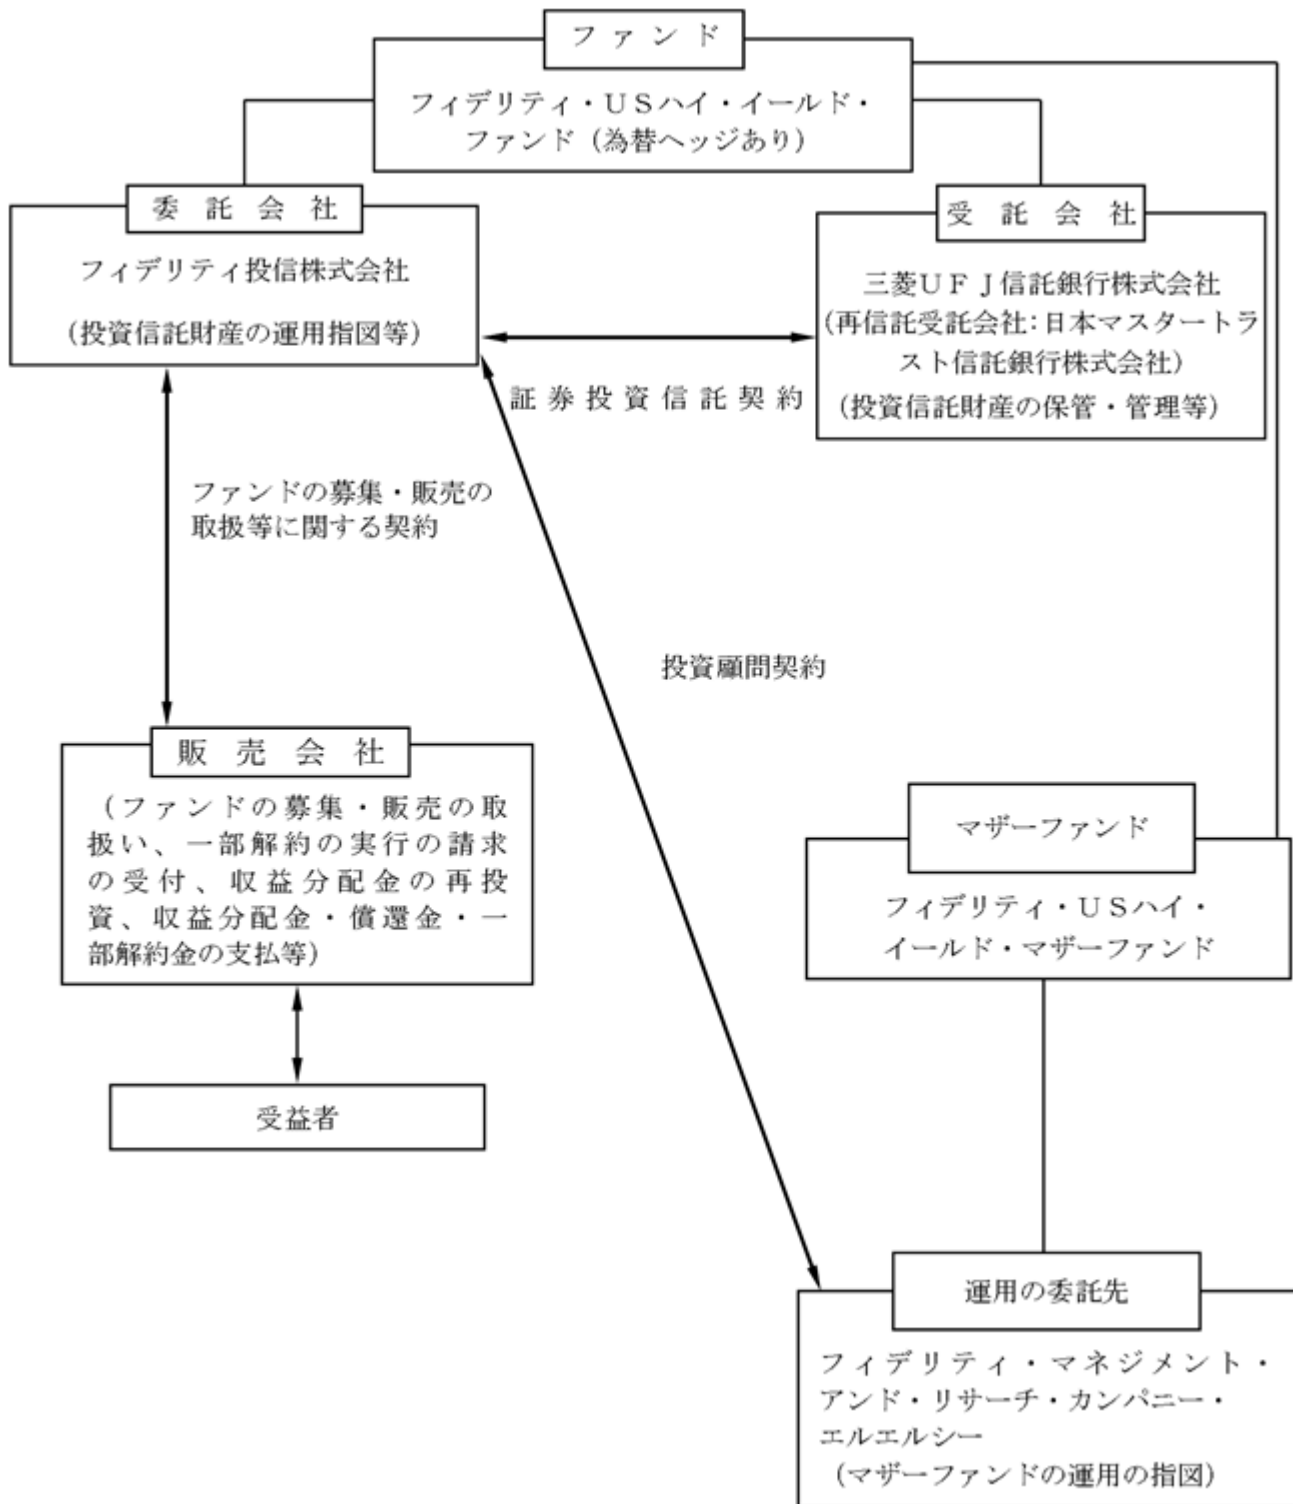 ファンド
フィデリティ・ＵＳハイ・イールド・
ファンド（為替ヘッジあり）
委託会社
フィデリティ投信株式会社
（投資信託財産の運用指図等）
受託会社
三菱ＵＦＪ信託銀行株式会社
（再信託受託会社：日本マスタートラ
スト信託銀行株式会社）
（投資信託財産の保管・管理等）
証券投資信託契約
ファンドの募集・販売の
取扱等に関する契約
投資顧問契約
販売会社
（ファンドの募集・販売の取
扱い、一部解約の実行の請求
の受付、収益分配金の再投
資、収益分配金・償還金・一
部解約金の支払等）
マザーファンド
フィデリティ・ＵＳハイ・
イールド・マザーファンド
受益者
運用の委託先
フィデリティ・マネジメント・
アンド・リサーチ・カンパニー・
エルエルシー
（マザーファンドの運用の指図）